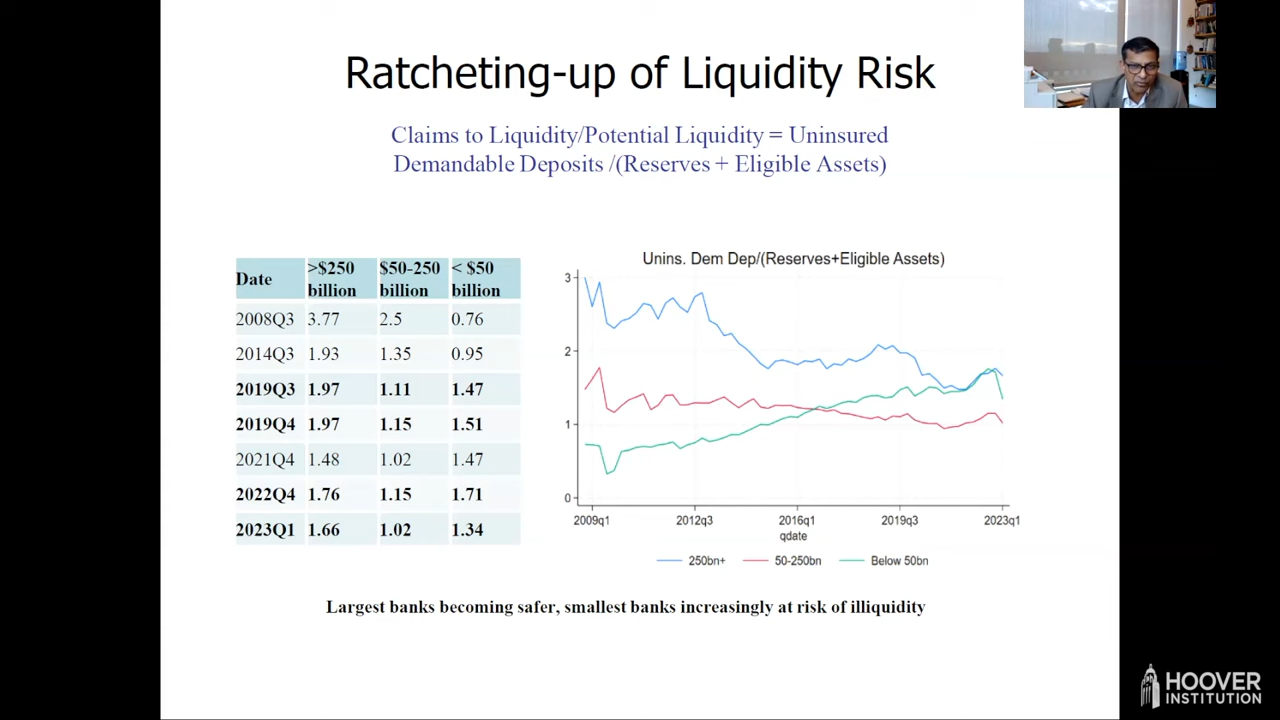 Ratcheting-up of Liquidity Risk
Claims to Liquidity/Potential Liquidity = Uninsured
Demandable Deposits /(Reserves + Eligible Assets)
Date >$250 billion $50-250 billion < $50 billion
2008Q3 3.77 2.5 0.76
2014Q3 1.93 1.35 0.95
2019Q3 1.97 1.11 1.47
2019Q4 1.97 1.15 1.51
2021Q4 1.48 1.02 1.47
2022Q4 1.76 1.15 1.71
2023Q1 1.66 1.02 1.34
Unins. Dem Dep/(Reserves+Eligible Assets)
3
2
1
0
2009q1 2012q3 2016q1 2019q3 2023q1
qdate
250bn+ 50-250bn Below 50bn
Largest banks becoming safer, smallest banks increasingly at risk of illiquidity
HOOVER
INSTITUTION